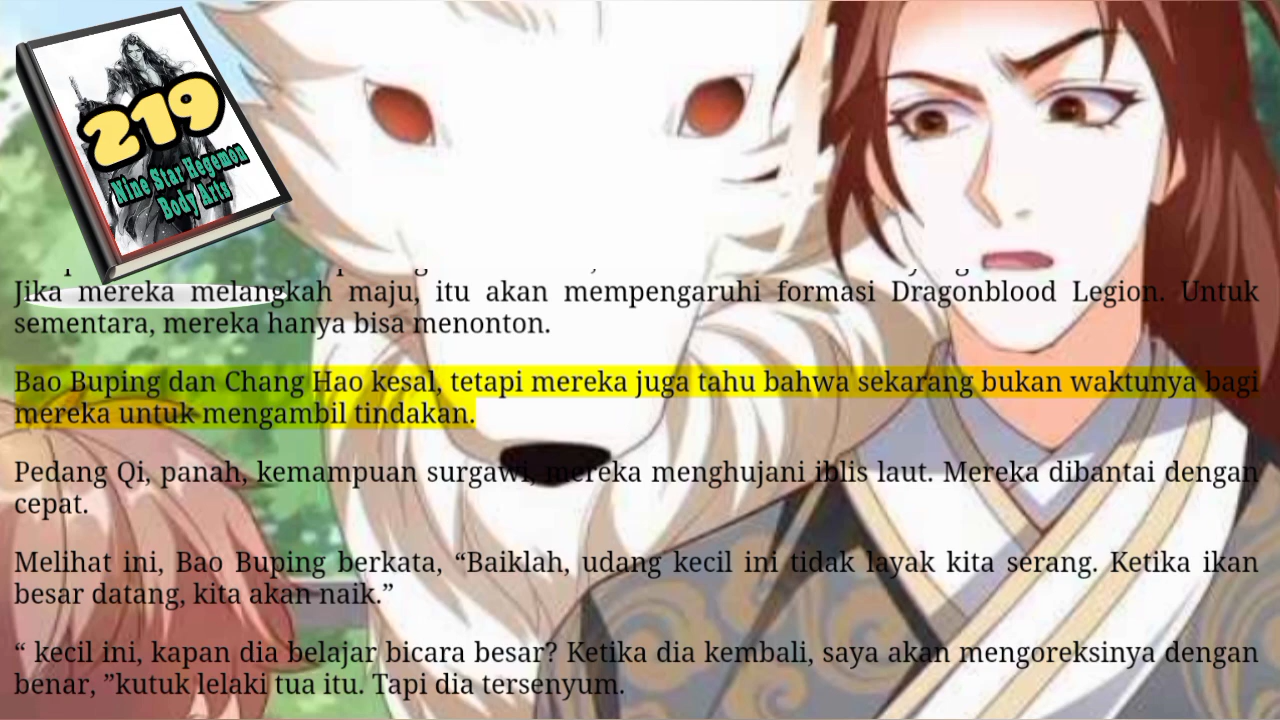 219
Nine Star Hegemon
Body Arts
Jika mereka melangkah maju, itu akan mempengaruhi formasi Dragonblood Legion. Untuk
sementara, mereka hanya bisa menonton.
Bao Buping dan Chang Hao kesal, tetapi mereka juga tahu bahwa sekarang bukan waktunya bagi
mereka untuk mengambil tindakan.
Pedang Qi, panah, kemampuan surgawi, mereka menghujani iblis laut. Mereka dibantai dengan
cepat.
Melihat ini, Bao Buping berkata, “Baiklah, udang kecil ini tidak layak kita serang. Ketika ikan
besar datang, kita akan naik.”
“ kecil ini, kapan dia belajar bicara besar? Ketika dia kembali, saya akan mengoreksinya dengan
benar, ”kutuk lelaki tua itu. Tapi dia tersenyum.